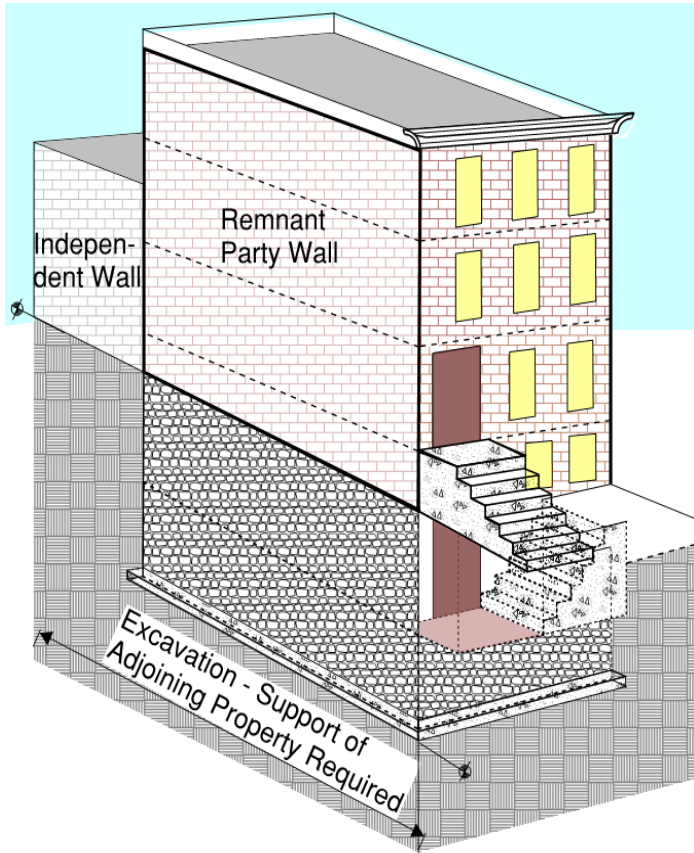 Remnant
Party Wall
Indepen-
dent Wall
Excavation - Support of
Adjoining Property Required